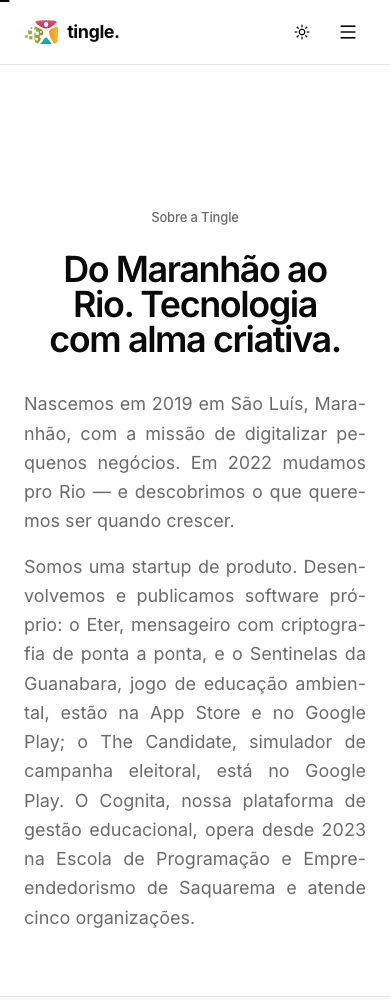 tingle.
Sobre a Tingle
Do Maranhão ao
Rio. Tecnologia
com alma criativa.
Nascemos em 2019 em São Luís, Mara-
nhão, com a missão de digitalizar pe-
quenos negócios. Em 2022 mudamos
pro Rio — e descobrimos o que quere-
mos ser quando crescer.
Somos uma startup de produto. Desen-
volvemos e publicamos software pró-
prio: o Eter, mensageiro com criptogra-
fia de ponta a ponta, e o Sentinelas da
Guanabara, jogo de educação ambien-
tal, estão na App Store e no Google
Play; o The Candidate, simulador de
campanha eleitoral, está no Google
Play. O Cognita, nossa plataforma de
gestão educacional, opera desde 2023
na Escola de Programação e Empre-
endedorismo de Saquarema e atende
cinco organizações.